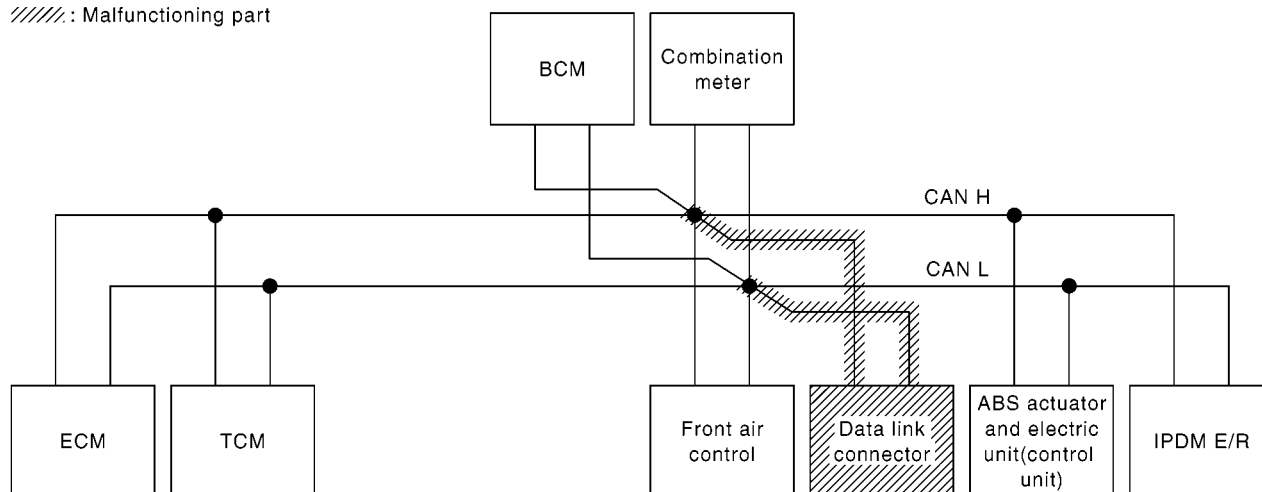 : Malfunctioning part
BCM
Combination
meter
CAN H
CAN L
ECM
TCM
Front air
control
Data link
connector
ABS actuator
and electric
unit(control
unit)
IPDM E/R